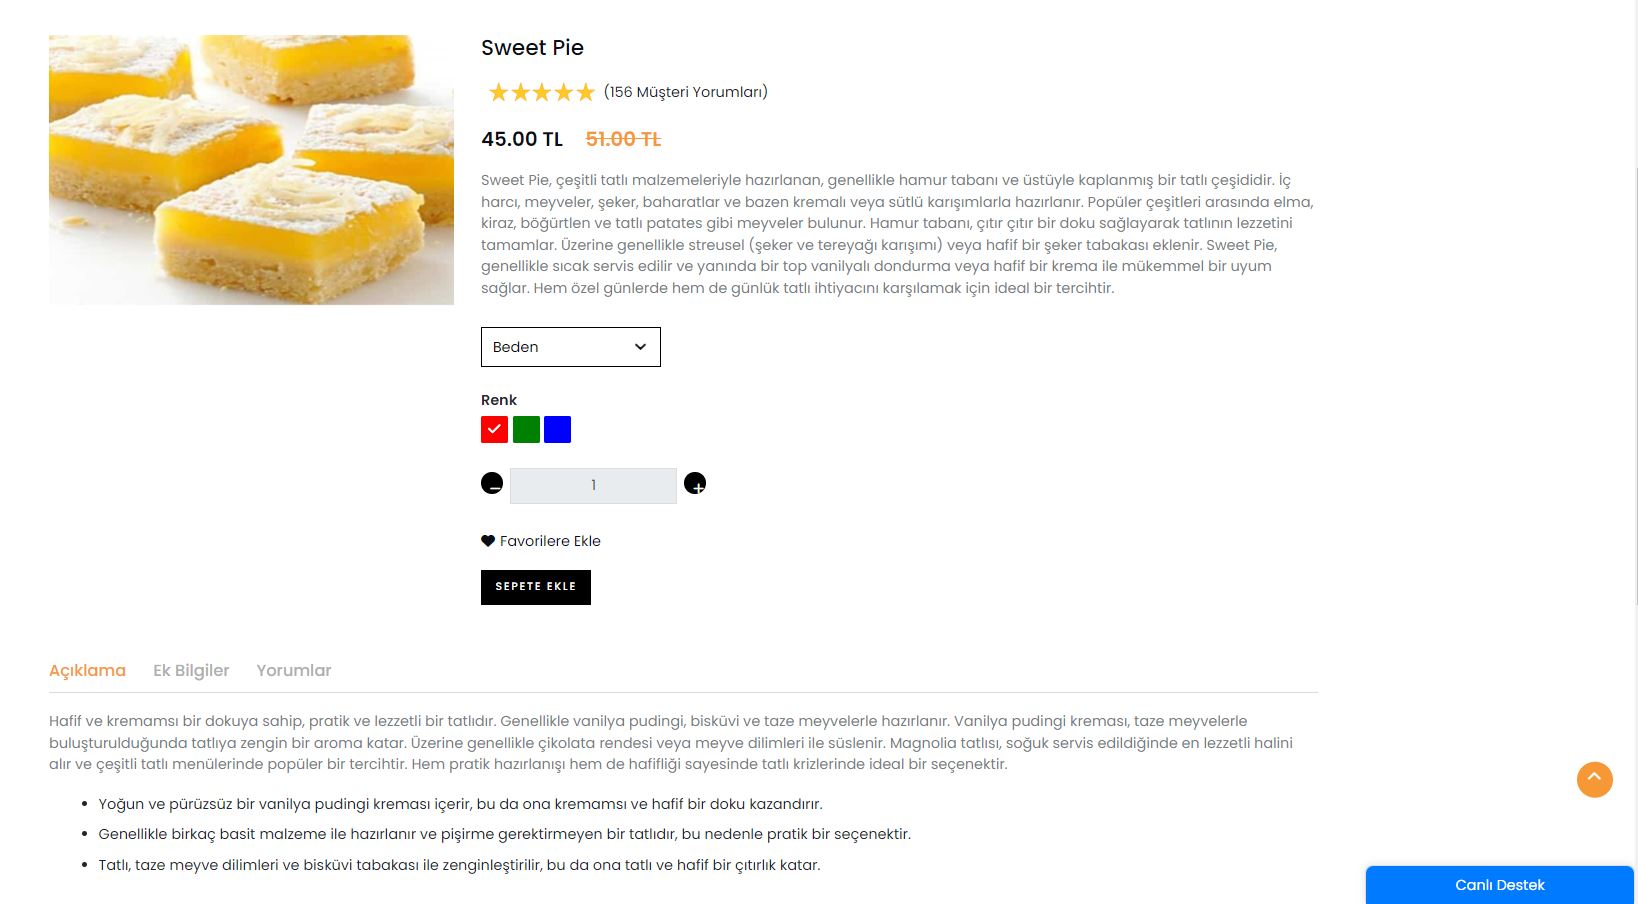 Sweet Pie
(156 Müşteri Yorumları)
45.00 TL 51.00 TL
Sweet Pie, çeşitli tatlı malzemeleriyle hazırlanan, genellikle hamur tabanı ve üstüyle kaplanmış bir tatlı çeşididir. İç
harcı, meyveler, şeker, baharatlar ve bazen kremalı veya sütlü karışımlarla hazırlanır. Popüler çeşitleri arasında elma,
kiraz, böğürtlen ve tatlı patates gibi meyveler bulunur. Hamur tabanı, çıtır çıtır bir doku sağlayarak tatlının lezzetini
tamamlar. Üzerine genellikle streusel (şeker ve tereyağı karışımı) veya hafif bir şeker tabakası eklenir. Sweet Pie,
genellikle sıcak servis edilir ve yanında bir top vanilyalı dondurma veya hafif bir krema ile mükemmel bir uyum
sağlar. Hem özel günlerde hem de günlük tatlı ihtiyacını karşılamak için ideal bir tercihtir.
Beden
Renk
1
Favorilere Ekle
SEPETE EKLE
Açıklama Ek Bilgiler Yorumlar
Hafif ve kremamsı bir dokuya sahip, pratik ve lezzetli bir tatlıdır. Genellikle vanilya pudingi, bisküvi ve taze meyvelerle hazırlanır. Vanilya pudingi kreması, taze meyvelerle
buluşturulduğunda tatlıya zengin bir aroma katar. Üzerine genellikle çikolata rendesi veya meyve dilimleri ile süslenir. Magnolia tatlısı, soğuk servis edildiğinde en lezzetli halini
alır ve çeşitli tatlı menülerinde popüler bir tercihtir. Hem pratik hazırlanışı hem de hafifliği sayesinde tatlı krizlerinde ideal bir seçenektir.
Yoğun ve pürüzsüz bir vanilya pudingi kreması içerir, bu da ona kremamsı ve hafif bir doku kazandırır.
Genellikle birkaç basit malzeme ile hazırlanır ve pişirme gerektirmeyen bir tatlıdır, bu nedenle pratik bir seçenektir.
Tatlı, taze meyve dilimleri ve bisküvi tabakası ile zenginleştirilir, bu da ona tatlı ve hafif bir çıtırlık katar.
Canlı Destek